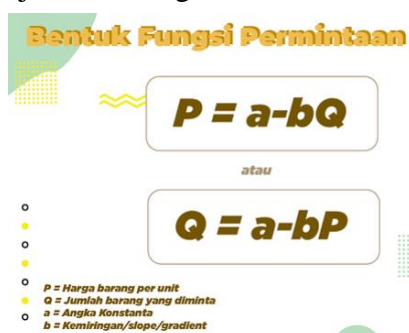 Bentuk Fungsi Permintaan
P = a-bQ
atau
Q = a-bP
P = Harga barang per unit
Q = Jumlah barang yang diminta
a = Angka Konstanta
b = Kemiringan/slope/gradient